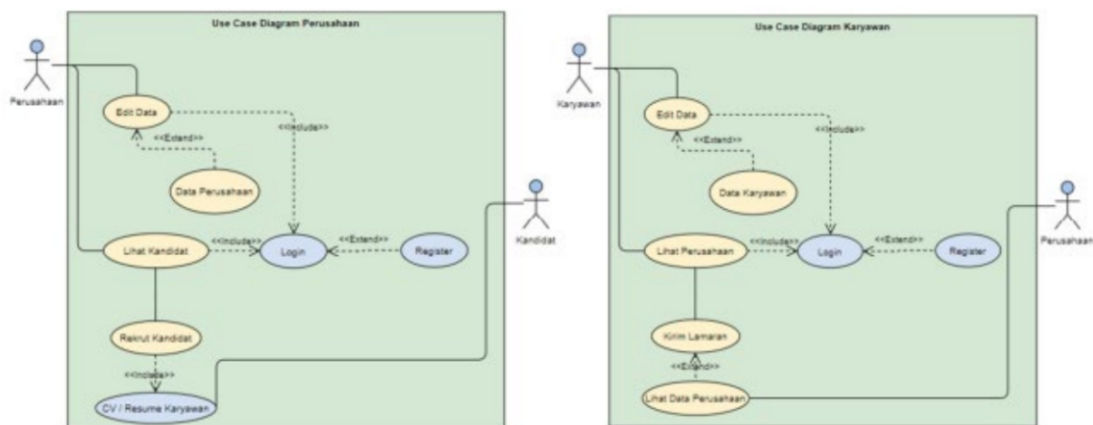 Use Case Diagram Perusahaan
Perusahaan
Edit Data
<<Include>>
<<Extend>>
Data Perusahaan
Kandidat
Lihat Kandidat
<<Include>>
Login
<<Extend>>
Register
Rekrut Kandidat
<<Include>>
CV / Resume Karyawan
Use Case Diagram Karyawan
Karyawan
Edit Data
<<Include>>
<<Extend>>
Data Karyawan
Perusahaan
Lihat Perusahaan
<<Include>>
Login
<<Extend>>
Register
Kirim Lamaran
<<Extend>>
Lihat Data Perusahaan